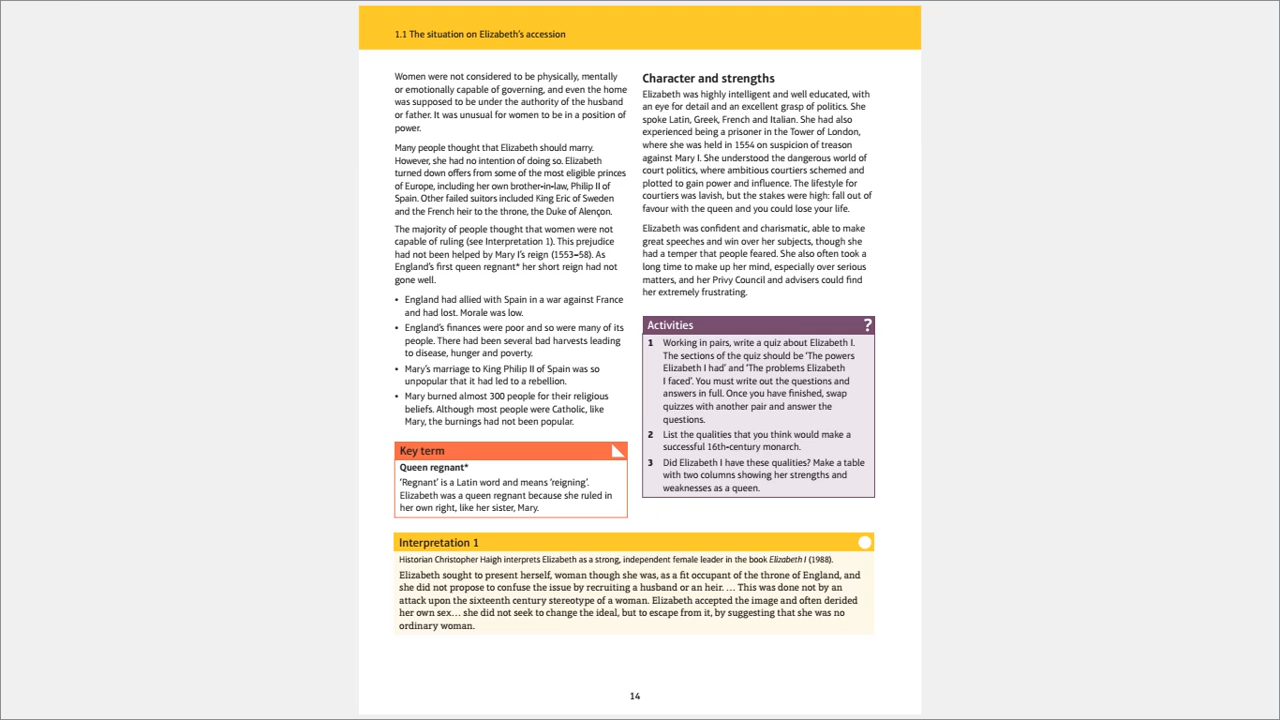 1.1 The situation on Elizabeth's accession
Women were not considered to be physically, mentally
or emotionally capable of governing, and even the home
was supposed to be under the authority of the husband
or father. It was unusual for women to be in a position of
power.
Many people thought that Elizabeth should marry.
However, she had no intention of doing so. Elizabeth
turned down offers from some of the most eligible princes
of Europe, including her own brother-in-law, Philip II of
Spain. Other failed suitors included King Eric of Sweden
and the French heir to the throne, the Duke of Alençon.
The majority of people thought that women were not
capable of ruling (see Interpretation 1). This prejudice
had not been helped by Mary I's reign (1553–58). As
England's first queen regnant* her short reign had not
gone well.
• England had allied with Spain in a war against France
and had lost. Morale was low.
• England's finances were poor and so were many of its
people. There had been several bad harvests leading
to disease, hunger and poverty.
• Mary's marriage to King Philip II of Spain was so
unpopular that it had led to a rebellion.
• Mary burned almost 300 people for their religious
beliefs. Although most people were Catholic, like
Mary, the burnings had not been popular.
Key term
Queen regnant*
'Regnant' is a Latin word and means 'reigning'.
Elizabeth was a queen regnant because she ruled in
her own right, like her sister, Mary.
Character and strengths
Elizabeth was highly intelligent and well educated, with
an eye for detail and an excellent grasp of politics. She
spoke Latin, Greek, French and Italian. She had also
experienced being a prisoner in the Tower of London,
where she was held in 1554 on suspicion of treason
against Mary I. She understood the dangerous world of
court politics, where ambitious courtiers schemed and
plotted to gain power and influence. The lifestyle for
courtiers was lavish, but the stakes were high: fall out of
favour with the queen and you could lose your life.
Elizabeth was confident and charismatic, able to make
great speeches and win over her subjects, though she
had a temper that people feared. She also often took a
long time to make up her mind, especially over serious
matters, and her Privy Council and advisers could find
her extremely frustrating.
Activities ?
1 Working in pairs, write a quiz about Elizabeth I.
The sections of the quiz should be 'The powers
Elizabeth I had' and 'The problems Elizabeth
I faced'. You must write out the questions and
answers in full. Once you have finished, swap
quizzes with another pair and answer the
questions.
2 List the qualities that you think would make a
successful 16th-century monarch.
3 Did Elizabeth I have these qualities? Make a table
with two columns showing her strengths and
weaknesses as a queen.
Interpretation 1
Historian Christopher Haigh interprets Elizabeth as a strong, independent female leader in the book Elizabeth I (1988).
Elizabeth sought to present herself, woman though she was, as a fit occupant of the throne of England, and
she did not propose to confuse the issue by recruiting a husband or an heir. … This was done not by an
attack upon the sixteenth century stereotype of a woman. Elizabeth accepted the image and often derided
her own sex… she did not seek to change the ideal, but to escape from it, by suggesting that she was no
ordinary woman.
14